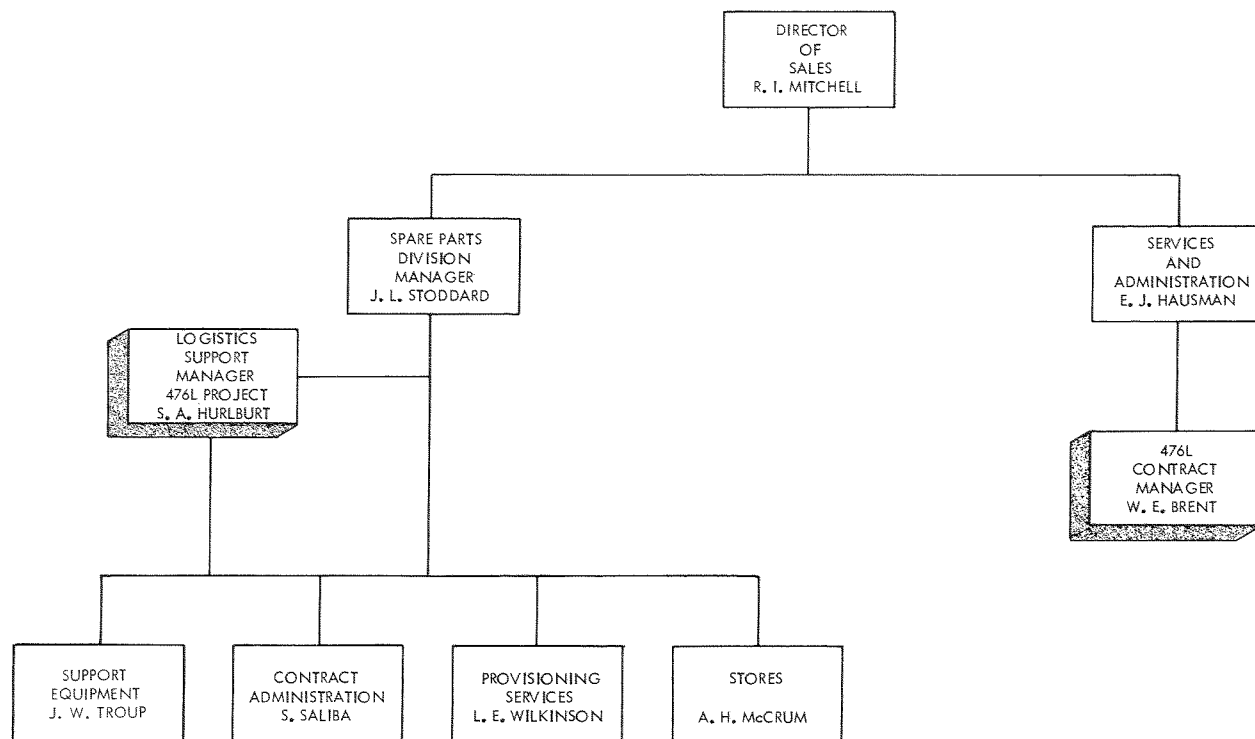 DIRECTOR
OF
SALES
R. I. MITCHELL
SPARE PARTS
DIVISION
MANAGER
J. L. STODDARD
SERVICES
AND
ADMINISTRATION
E. J. HAUSMAN
LOGISTICS
SUPPORT
MANAGER
476L PROJECT
S. A. HURLBURT
476L
CONTRACT
MANAGER
W. E. BRENT
SUPPORT
EQUIPMENT
J. W. TROUP
CONTRACT
ADMINISTRATION
S. SALIBA
PROVISIONING
SERVICES
L. E. WILKINSON
STORES
A. H. McCRUM